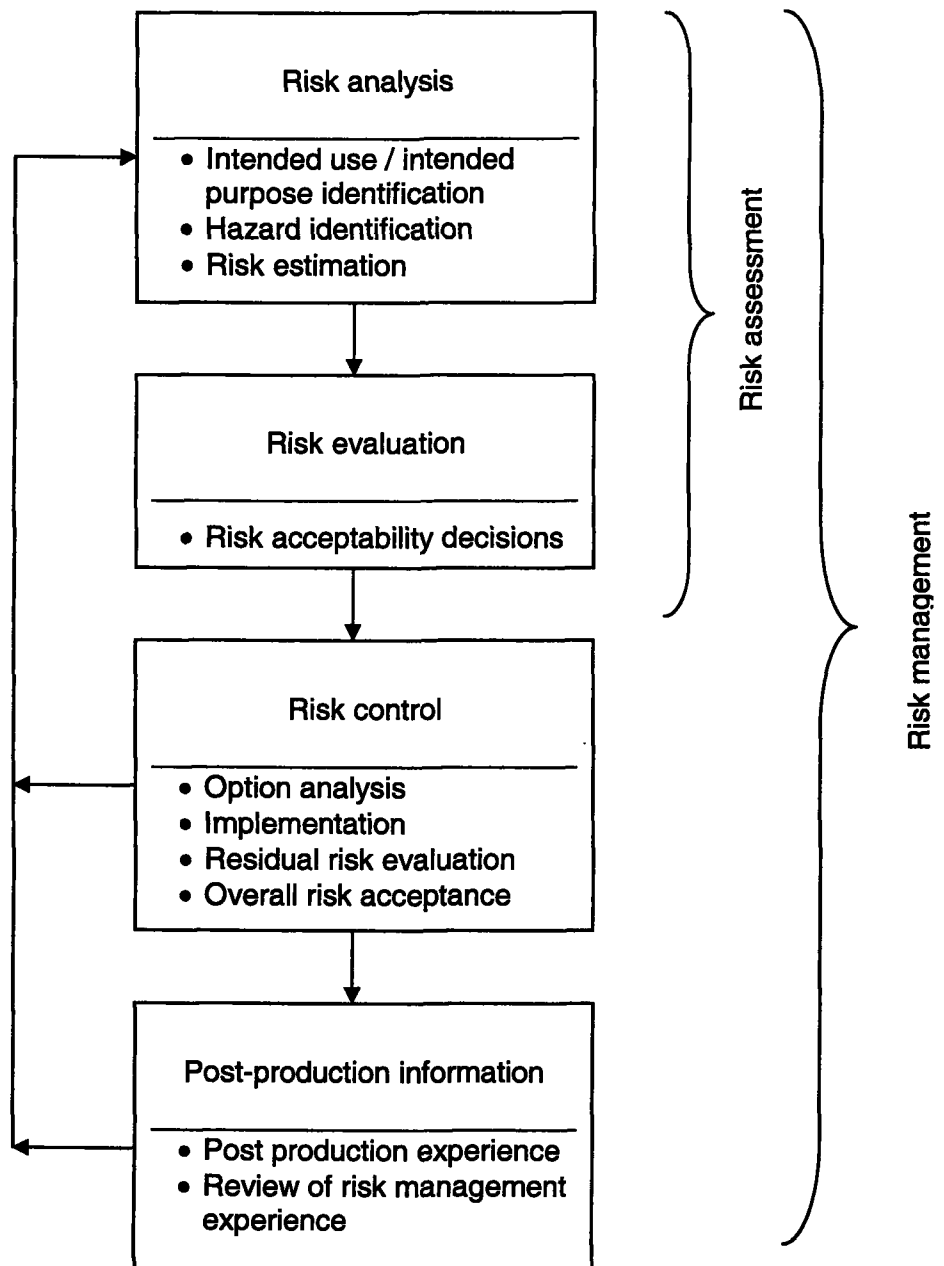 Risk analysis
• Intended use / intended
purpose identification
• Hazard identification
• Risk estimation
Risk evaluation
• Risk acceptability decisions
Risk control
• Option analysis
• Implementation
• Residual risk evaluation
• Overall risk acceptance
Post-production information
• Post production experience
• Review of risk management
experience
Risk assessment
Risk management